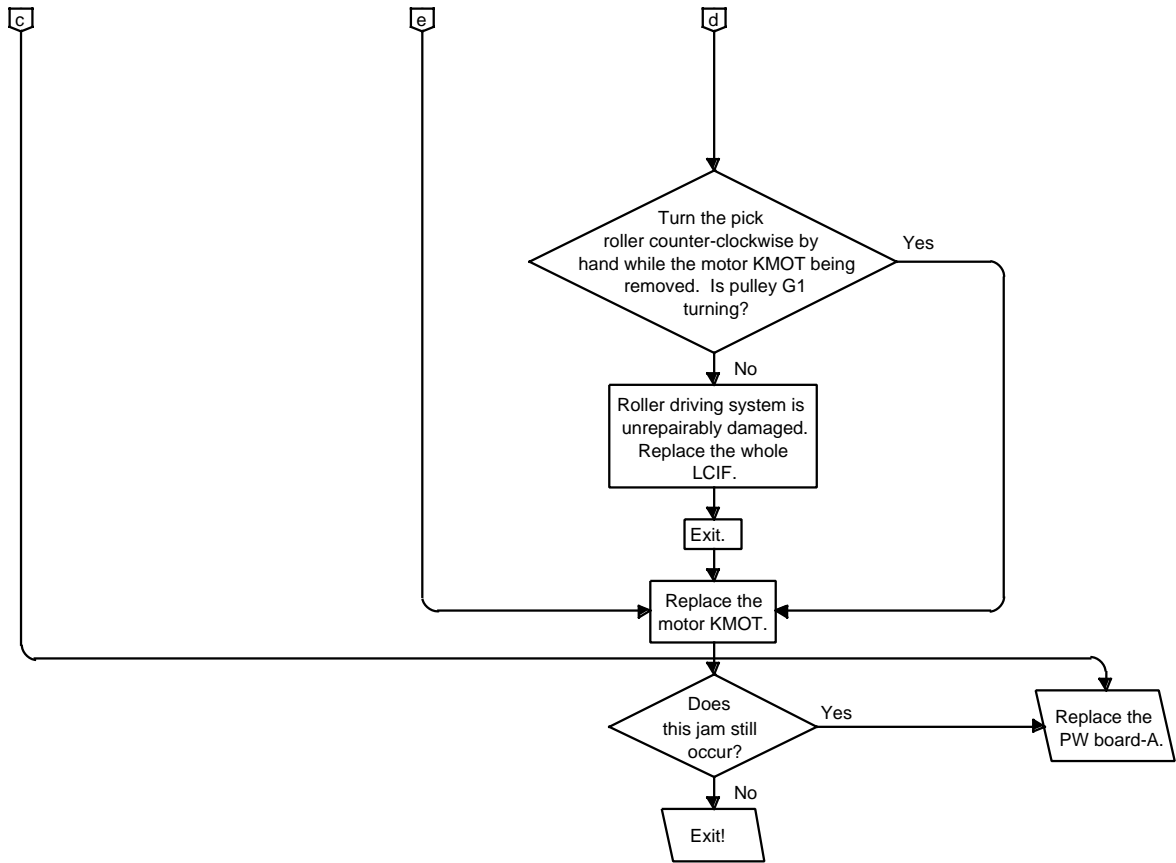 c
e
d
Turn the pick
roller counter-clockwise by
hand while the motor KMOT being
removed. Is pulley G1
turning?
Yes
No
Roller driving system is
unrepairably damaged.
Replace the whole
LCIF.
Exit.
Replace the
motor KMOT.
Does
this jam still
occur?
Yes
Replace the
PW board-A.
No
Exit!